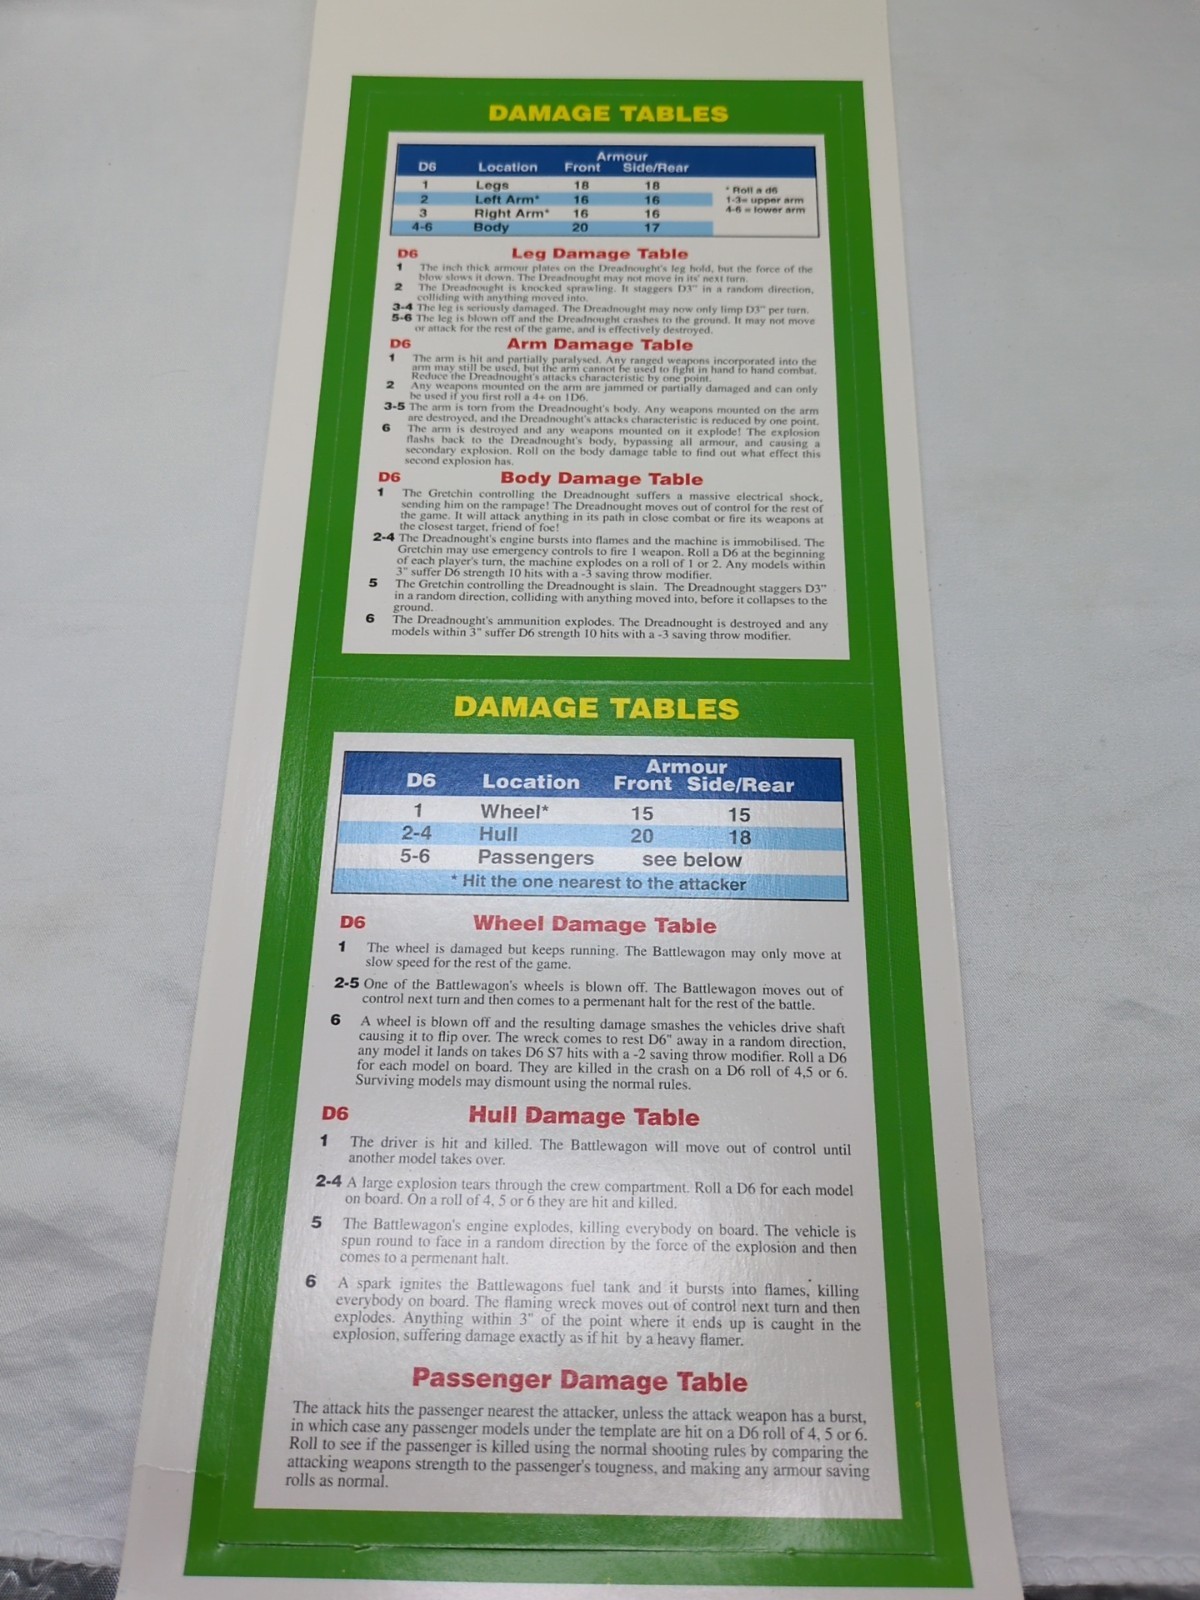 DAMAGE TABLES
Armour
D6 Location Front Side/Rear
1 Legs 18 18
2 Left Arm* 16 16
3 Right Arm* 16 16
4-6 Body 20 17
* Roll a d6
1-3= upper arm
4-6 = lower arm
D6 Leg Damage Table
1 The inch thick armour plates on the Dreadnought's leg hold, but the force of the
blow slows it down. The Dreadnought may not move in its' next turn.
2 The Dreadnought is knocked sprawling. It staggers D3" in a random direction,
colliding with anything moved into.
3-4 The leg is seriously damaged. The Dreadnought may now only limp D3" per turn.
5-6 The leg is blown off and the Dreadnought crashes to the ground. It may not move
or attack for the rest of the game, and is effectively destroyed.
D6 Arm Damage Table
1 The arm is hit and partially paralysed. Any ranged weapons incorporated into the
arm may still be used, but the arm cannot be used to fight in hand to hand combat.
Reduce the Dreadnought's attacks characteristic by one point.
2 Any weapons mounted on the arm are jammed or partially damaged and can only
be used if you first roll a 4+ on 1D6.
3-5 The arm is torn from the Dreadnought's body. Any weapons mounted on the arm
are destroyed, and the Dreadnought's attacks characteristic is reduced by one point.
6 The arm is destroyed and any weapons mounted on it explode! The explosion
flashs back to the Dreadnought's body, bypassing all armour, and causing a
secondary explosion. Roll on the body damage table to find out what effect this
second explosion has.
D6 Body Damage Table
1 The Gretchin controlling the Dreadnought suffers a massive electrical shock,
sending him on the rampage! The Dreadnought moves out of control for the rest of
the game. It will attack anything in its path in close combat or fire its weapons at
the closest target, friend of foe!
2-4 The Dreadnought's engine bursts into flames and the machine is immobilised. The
Gretchin may use emergency controls to fire 1 weapon. Roll a D6 at the beginning
of each player's turn, the machine explodes on a roll of 1 or 2. Any models within
3" suffer D6 strength 10 hits with a -3 saving throw modifier.
5 The Gretchin controlling the Dreadnought is slain. The Dreadnought staggers D3"
in a random direction, colliding with anything moved into, before it collapses to the
ground.
6 The Dreadnought's ammunition explodes. The Dreadnought is destroyed and any
models within 3" suffer D6 strength 10 hits with a -3 saving throw modifier.
DAMAGE TABLES
Armour
D6 Location Front Side/Rear
1 Wheel* 15 15
2-4 Hull 20 18
5-6 Passengers see below
* Hit the one nearest to the attacker
D6 Wheel Damage Table
1 The wheel is damaged but keeps running. The Battlewagon may only move at
slow speed for the rest of the game.
2-5 One of the Battlewagon's wheels is blown off. The Battlewagon moves out of
control next turn and then comes to a permenant halt for the rest of the battle.
6 A wheel is blown off and the resulting damage smashes the vehicles drive shaft
causing it to flip over. The wreck comes to rest D6" away in a random direction,
any model it lands on takes D6 S7 hits with a -2 saving throw modifier. Roll a D6
for each model on board. They are killed in the crash on a D6 roll of 4,5 or 6.
Surviving models may dismount using the normal rules.
D6 Hull Damage Table
1 The driver is hit and killed. The Battlewagon will move out of control until
another model takes over.
2-4 A large explosion tears through the crew compartment. Roll a D6 for each model
on board. On a roll of 4, 5 or 6 they are hit and killed.
5 The Battlewagon's engine explodes, killing everybody on board. The vehicle is
spun round to face in a random direction by the force of the explosion and then
comes to a permenant halt.
6 A spark ignites the Battlewagons fuel tank and it bursts into flames, killing
everybody on board. The flaming wreck moves out of control next turn and then
explodes. Anything within 3" of the point where it ends up is caught in the
explosion, suffering damage exactly as if hit by a heavy flamer.
Passenger Damage Table
The attack hits the passenger nearest the attacker, unless the attack weapon has a burst,
in which case any passenger models under the template are hit on a D6 roll of 4, 5 or 6.
Roll to see if the passenger is killed using the normal shooting rules by comparing the
attacking weapons strength to the passenger's tougness, and making any armour saving
rolls as normal.